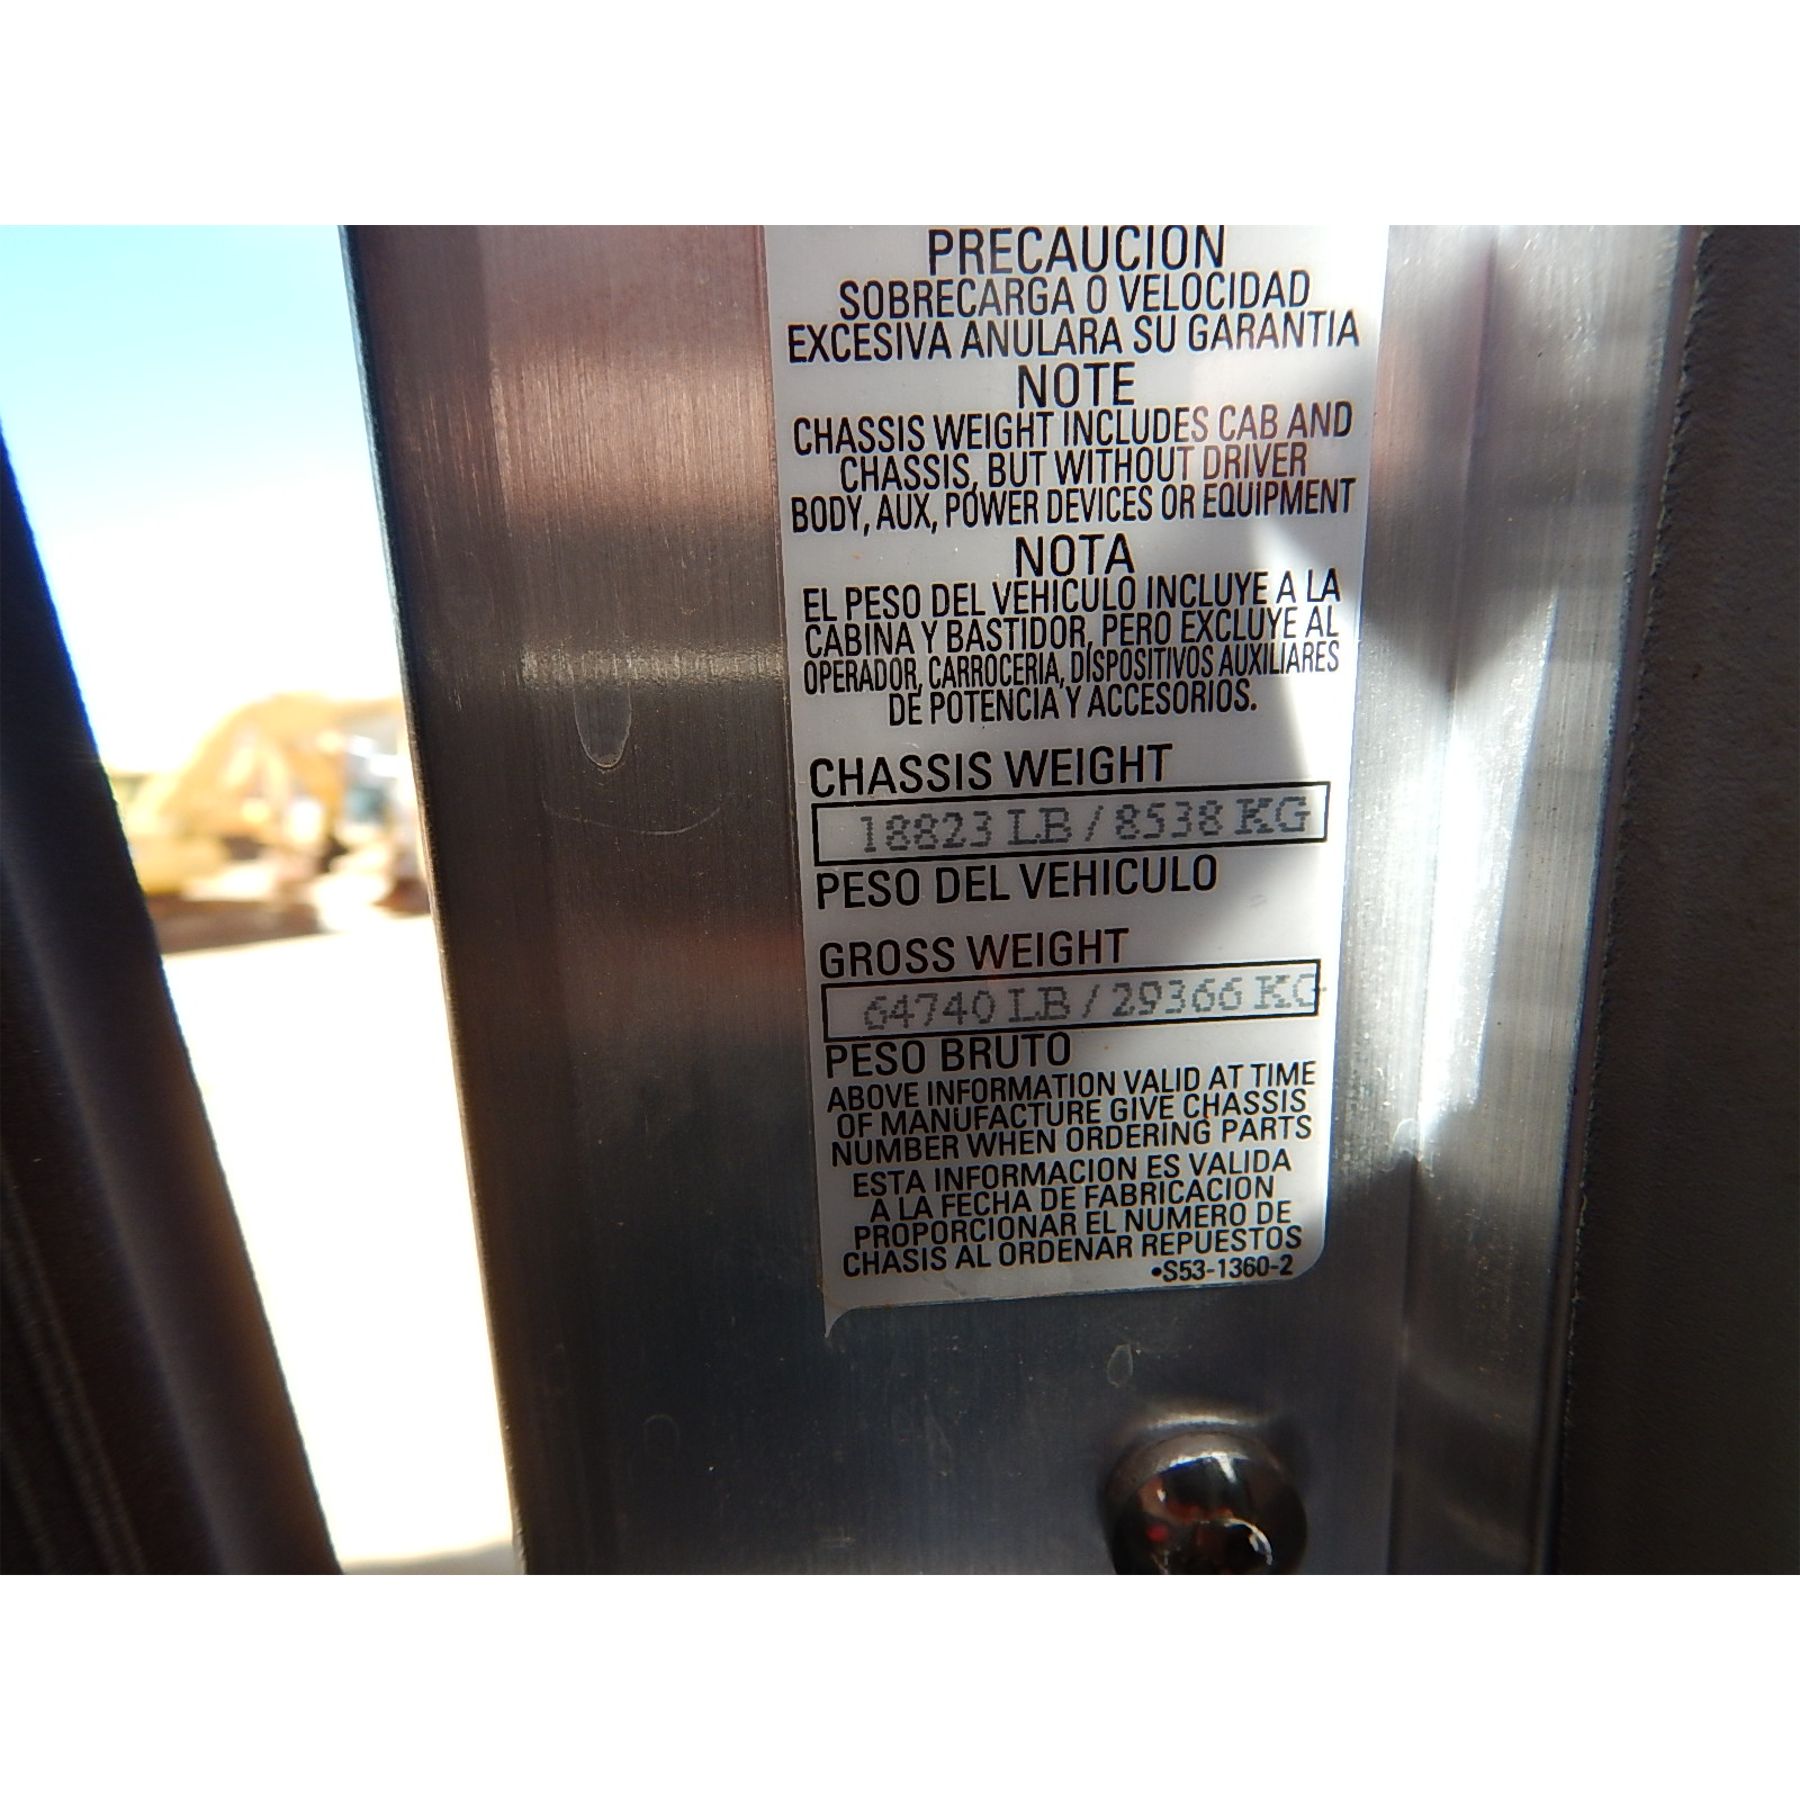 PRECAUCION
SOBRECARGA O VELOCIDAD
EXCESIVA ANULARA SU GARANTIA
NOTE
CHASSIS WEIGHT INCLUDES CAB AND
CHASSIS, BUT WITHOUT DRIVER
BODY, AUX, POWER DEVICES OR EQUIPMENT
NOTA
EL PESO DEL VEHICULO INCLUYE A LA
CABINA Y BASTIDOR, PERO EXCLUYE AL
OPERADOR, CARROCERIA, DISPOSITIVOS AUXILIARES
DE POTENCIA Y ACCESORIOS.
CHASSIS WEIGHT
18823 LB / 8538 KG
PESO DEL VEHICULO
GROSS WEIGHT
64740 LB / 29366 KG
PESO BRUTO
ABOVE INFORMATION VALID AT TIME
OF MANUFACTURE GIVE CHASSIS
NUMBER WHEN ORDERING PARTS
ESTA INFORMACION ES VALIDA
A LA FECHA DE FABRICACION
PROPORCIONAR EL NUMERO DE
CHASIS AL ORDENAR REPUESTOS
•S53-1360-2